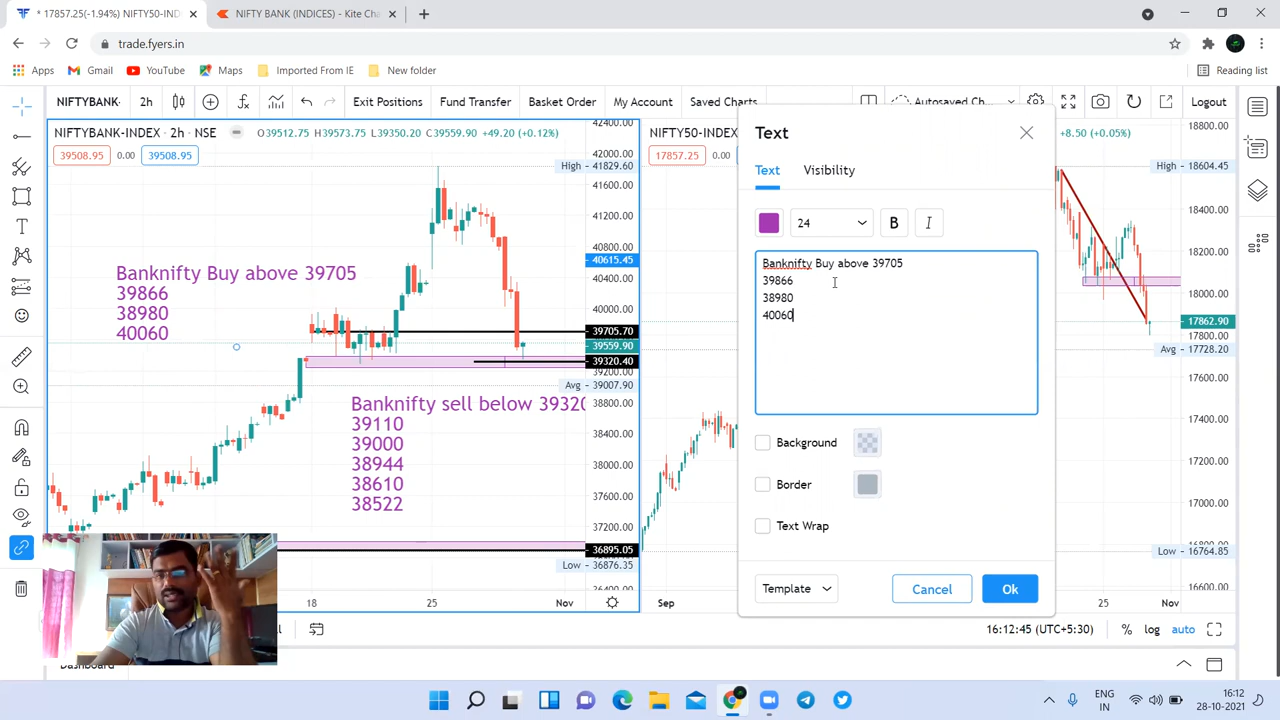 * 17857.25(-1.94%) NIFTY50-IND
NIFTY BANK (INDICES) - Kite Cha
trade.fyers.in
Apps
Gmail
YouTube
Maps
Imported From IE
New folder
Reading list
NIFTYBANK-
2h
Exit Positions
Fund Transfer
Basket Order
My Account
Saved Charts
Autosaved Ch...
Logout
NIFTYBANK-INDEX • 2h • NSE
O39512.75 H39573.75 L39350.20 C39559.90 +49.20 (+0.12%)
39508.95
0.00
39508.95
42400.00
42000.00
High - 41829.60
41600.00
41200.00
40800.00
40615.45
40400.00
40000.00
39705.70
39559.90
39320.40
39200.00
Avg - 39007.90
38800.00
38400.00
38000.00
37600.00
37200.00
36895.05
Low - 36876.35
36400.00
Banknifty Buy above 39705
39866
38980
40060
Banknifty sell below 39320
39110
39000
38944
38610
38522
18
25
Nov
NIFTY50-INDEX
+8.50 (+0.05%)
17857.25
0.00
Text
Text
Visibility
24
B
I
Banknifty Buy above 39705
39866
38980
40060
Background
Border
Text Wrap
Template
Cancel
Ok
18800.00
High - 18604.45
18400.00
18200.00
18000.00
17862.90
17800.00
Avg - 17728.20
17600.00
17400.00
17200.00
17000.00
Low - 16764.85
16600.00
Sep
25
Nov
16:12:45 (UTC+5:30)
%
log
auto
Dashboard
ENG
IN
16:12
28-10-2021